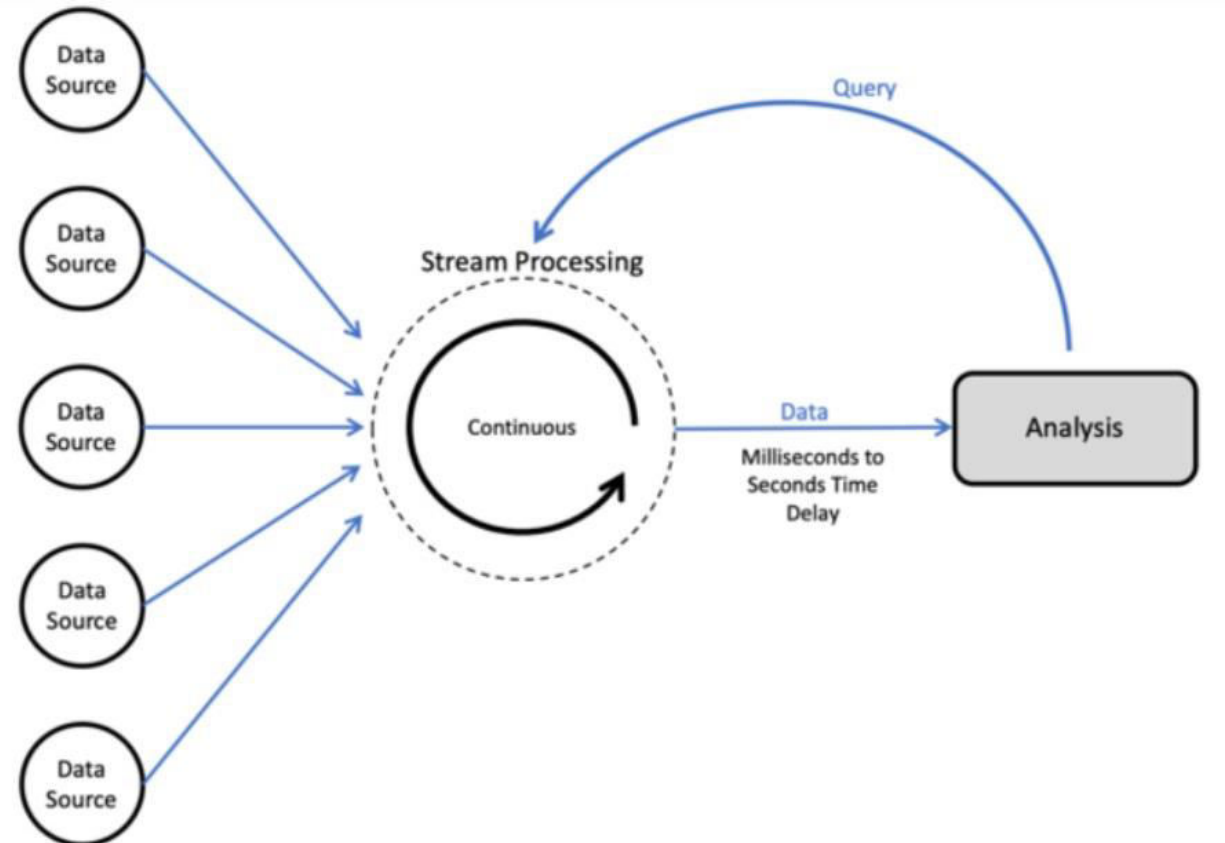 Data
Source
Data
Source
Data
Source
Data
Source
Data
Source
Query
Stream Processing
Continuous
Data
Milliseconds to
Seconds Time
Delay
Analysis